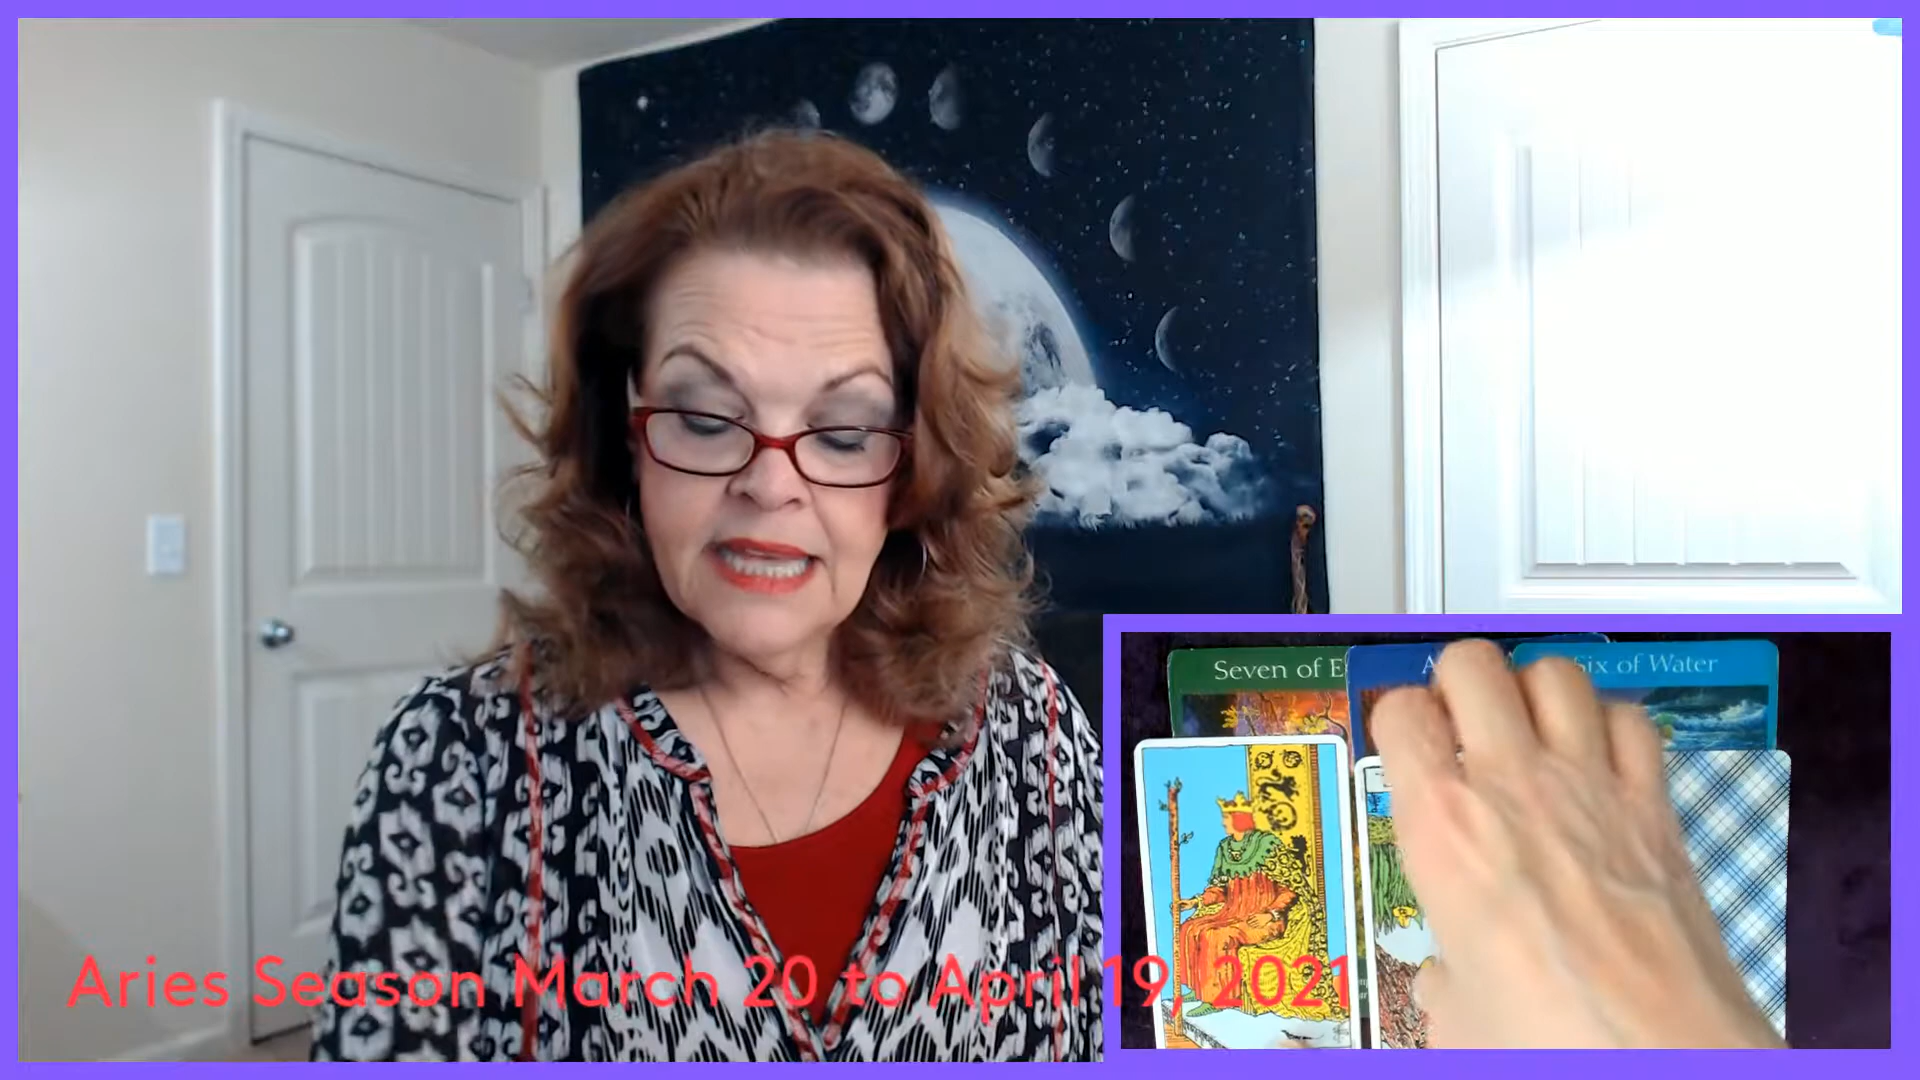 Seven of E
Six of Water
Aries Season March 20 to April 19, 2021